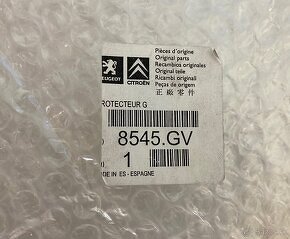 Pièces d'origine
Original parts
Recambios originales
Original teile
Ricambi originali
Peças de origem
正廠零件
PEUGEOT
CITROËN
ROTECTEUR G
8545.GV
1
DE IN ES - ESPAGNE